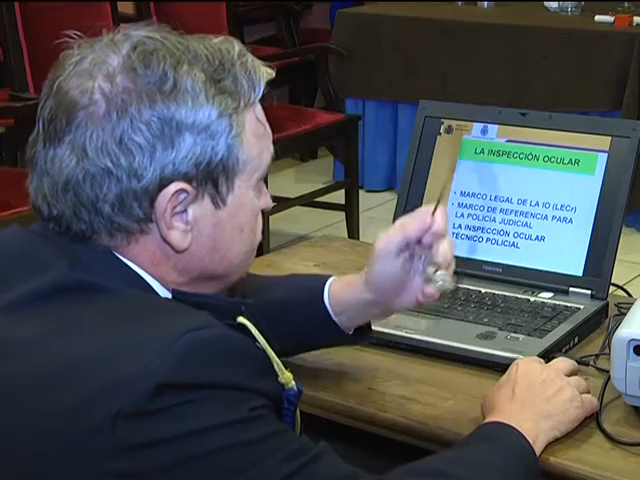 LA INSPECCIÓN OCULAR
• MARCO LEGAL DE LA IO (LECr)
• MARCO DE REFERENCIA PARA
LA POLICÍA JUDICIAL
LA INSPECCIÓN OCULAR
TÉCNICO POLICIAL
TOSHIBA